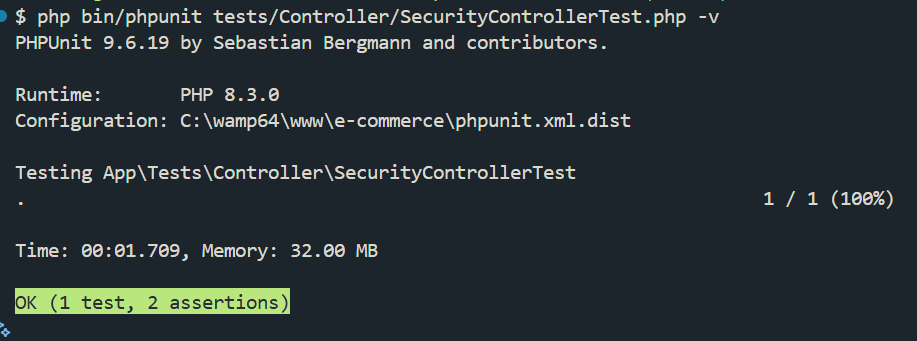 $ php bin/phpunit tests/Controller/SecurityControllerTest.php -v
PHPUnit 9.6.19 by Sebastian Bergmann and contributors.
Runtime:       PHP 8.3.0
Configuration: C:\wamp64\www\e-commerce\phpunit.xml.dist
Testing App\Tests\Controller\SecurityControllerTest
.                                                                   1 / 1 (100%)
Time: 00:01.709, Memory: 32.00 MB
OK (1 test, 2 assertions)